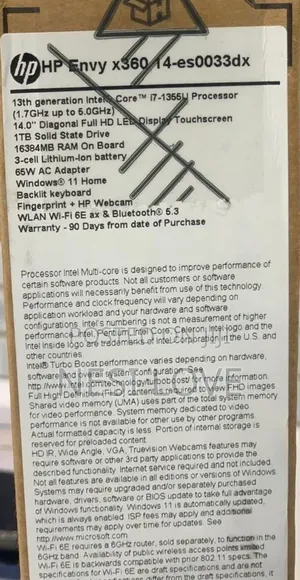 hp HP Envy x360 14-es0033dx
13th generation Intel® Core™ i7-1355U Processor
(1.7GHz up to 5.0GHz)
14.0" Diagonal Full HD LED Display Touchscreen
1TB Solid State Drive
16384MB RAM On Board
3-cell Lithium-ion battery
65W AC Adapter
Windows® 11 Home
Backlit keyboard
Fingerprint + HP Webcam
WLAN Wi-Fi 6E ax & Bluetooth® 5.3
Warranty - 90 Days from date of Purchase
Processor Intel Multi-core is designed to improve performance of
certain software products. Not all customers or software
applications will necessarily benefit from use of this technology.
Performance and clock frequency will vary depending on
application workload and your hardware and software
configurations. Intel's numbering is not a measurement of higher
performance. Intel, Pentium, Intel Core, Celeron, Intel logo and the
Intel Inside logo are trademarks of Intel Corporation in the U.S. and
other countries.
Intel® Turbo Boost performance varies depending on hardware,
software and overall system configuration.
NESTLOVE
Full High Definition (FHD) content required to view FHD images.
Shared video memory (UMA) uses part of the total system memory
for video performance. System memory dedicated to video
performance is not available for other use by other programs.
Actual formatted capacity is less. Portion of internal storage is
reserved for preloaded content.
HD IR, Wide Angle, VGA, Truevision Webcams features may
require software or other 3rd party applications to provide the
described functionality. Internet service required and not included.
Not all features are available in all editions or versions of Windows.
Systems may require upgraded and/or separately purchased
hardware, drivers, software or BIOS update to take full advantage
of Windows functionality. Windows 11 is automatically updated,
which is always enabled. ISP fees may apply and additional
requirements may apply over time for updates. See
http://www.microsoft.com.
Wi-Fi 6E requires a 6GHz router, sold separately, to function in the
6GHz band. Availability of public wireless access points limited.
Wi-Fi 6E is backwards compatible with prior 802.11 specs. The
specifications for Wi-Fi 6E are draft specifications and are not